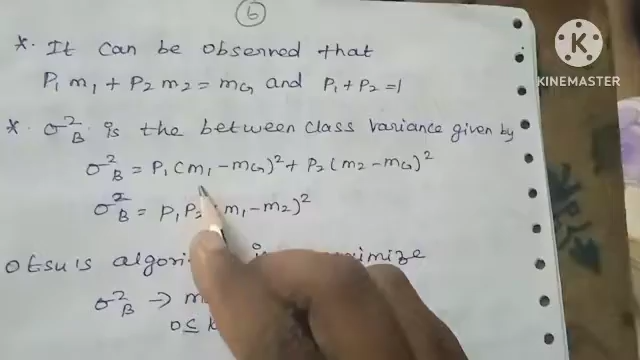 6
*. It can be observed that
P1 m1 + P2 m2 = mG and P1 + P2 = 1
*. σ²B is the between class variance given by
σ²B = P1 (m1 - mG)² + P2 (m2 - mG)²
σ²B = P1 P2 m1 - m2)²
otsu is
σ²B →
0 ≤ k
K
KINEMASTER